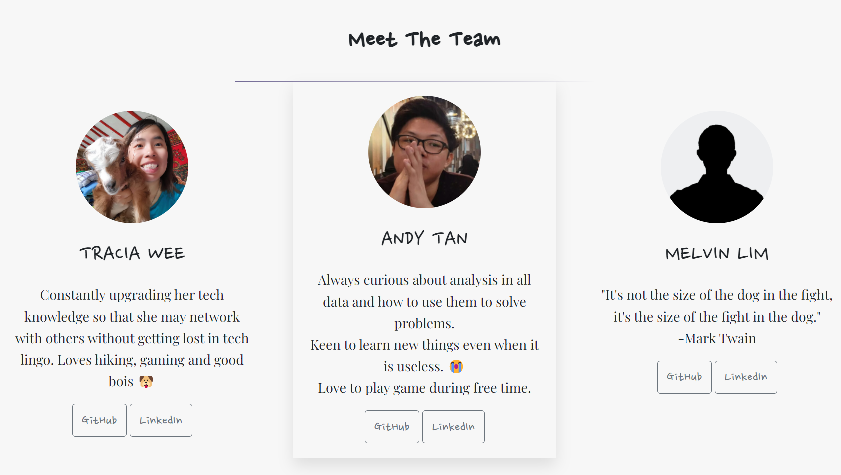 Meet The Team
TRACIA WEE
Constantly upgrading her tech
knowledge so that she may network
with others without getting lost in tech
lingo. Loves hiking, gaming and good
bois 🐶
GitHub LinkedIn
ANDY TAN
Always curious about analysis in all
data and how to use them to solve
problems.
Keen to learn new things even when it
is useless. 😭
Love to play game during free time.
GitHub LinkedIn
MELVIN LIM
"It's not the size of the dog in the fight,
it's the size of the fight in the dog."
-Mark Twain
GitHub LinkedIn